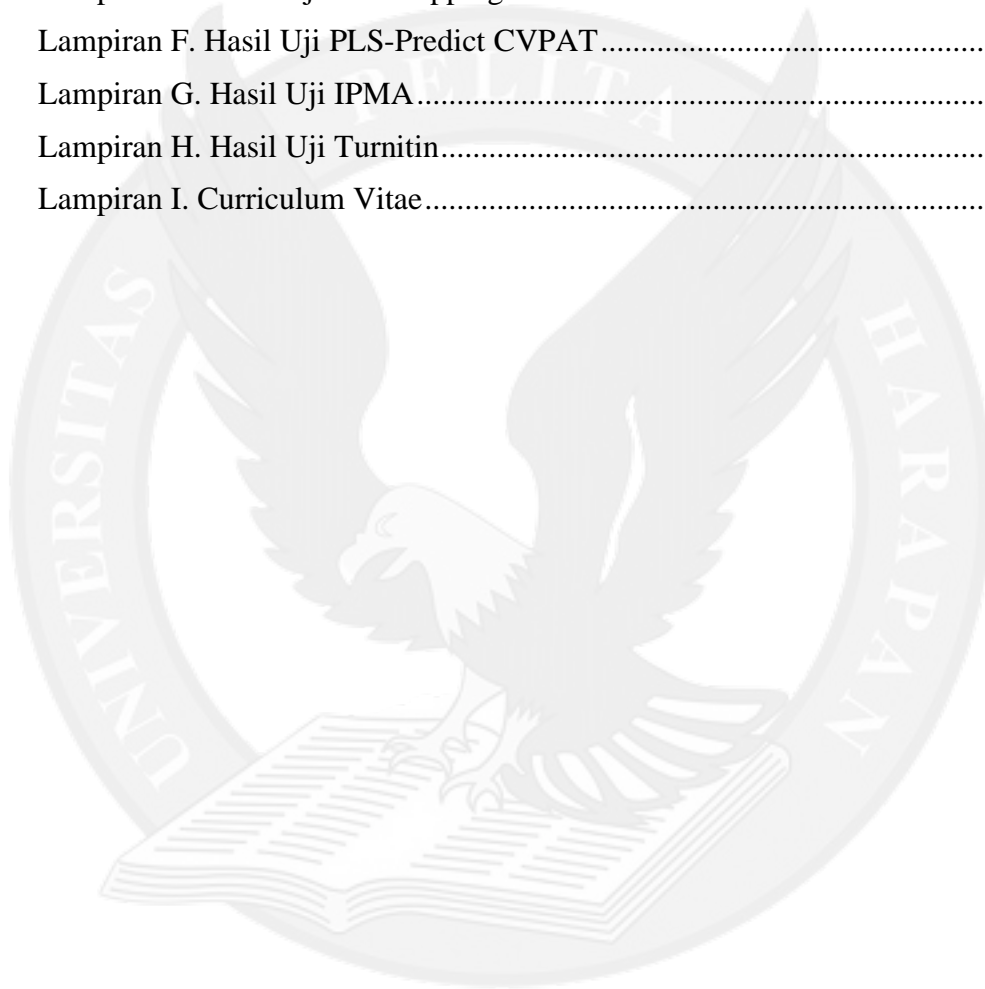 Lampiran F. Hasil Uji PLS-Predict CVPAT....................................................
Lampiran G. Hasil Uji IPMA...........................................................................
Lampiran H. Hasil Uji Turnitin........................................................................
Lampiran I. Curriculum Vitae..........................................................................
UNIVERSITAS PELITA HARAPAN